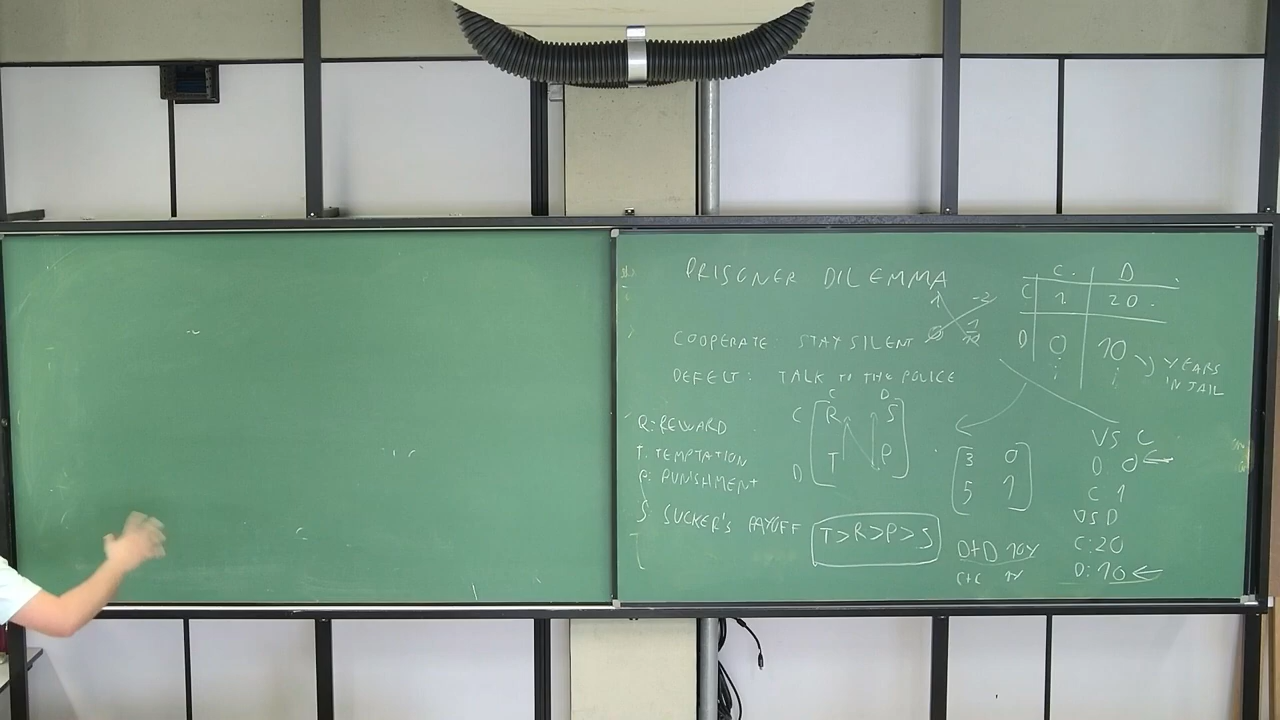 PRISONER DILEMMA
COOPERATE: STAY SILENT
DEFECT: TALK TO THE POLICE
C D
C 1 20
D 0 10
YEARS
IN JAIL
R: REWARD
T: TEMPTATION
P: PUNISHMENT
S: SUCKER'S PAYOFF
C D
C R S
D T P
T>R>P>S
3 0
5 1
VS C
D: 0 ←
C 1
VS D
C: 20
D: 10 ←
D+D 10Y
C+C 1Y